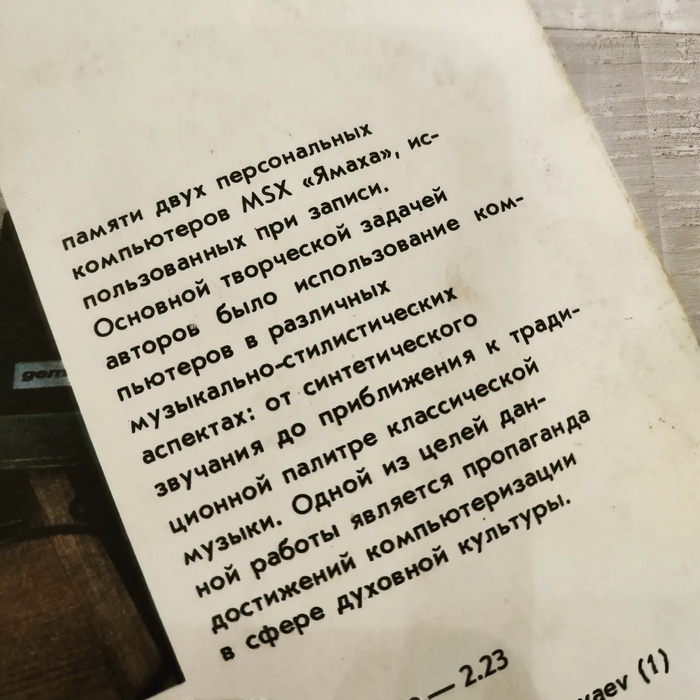 памяти двух персональных
компьютеров MSX «Ямаха», ис-
пользованных при записи.
Основной творческой задачей
авторов было использование ком-
пьютеров в различных
музыкально-стилистических
аспектах: от синтетического
звучания до приближения к тради-
ционной палитре классической
музыки. Одной из целей дан-
ной работы является пропаганда
достижений компьютеризации
в сфере духовной культуры.
— 2.23
(1)